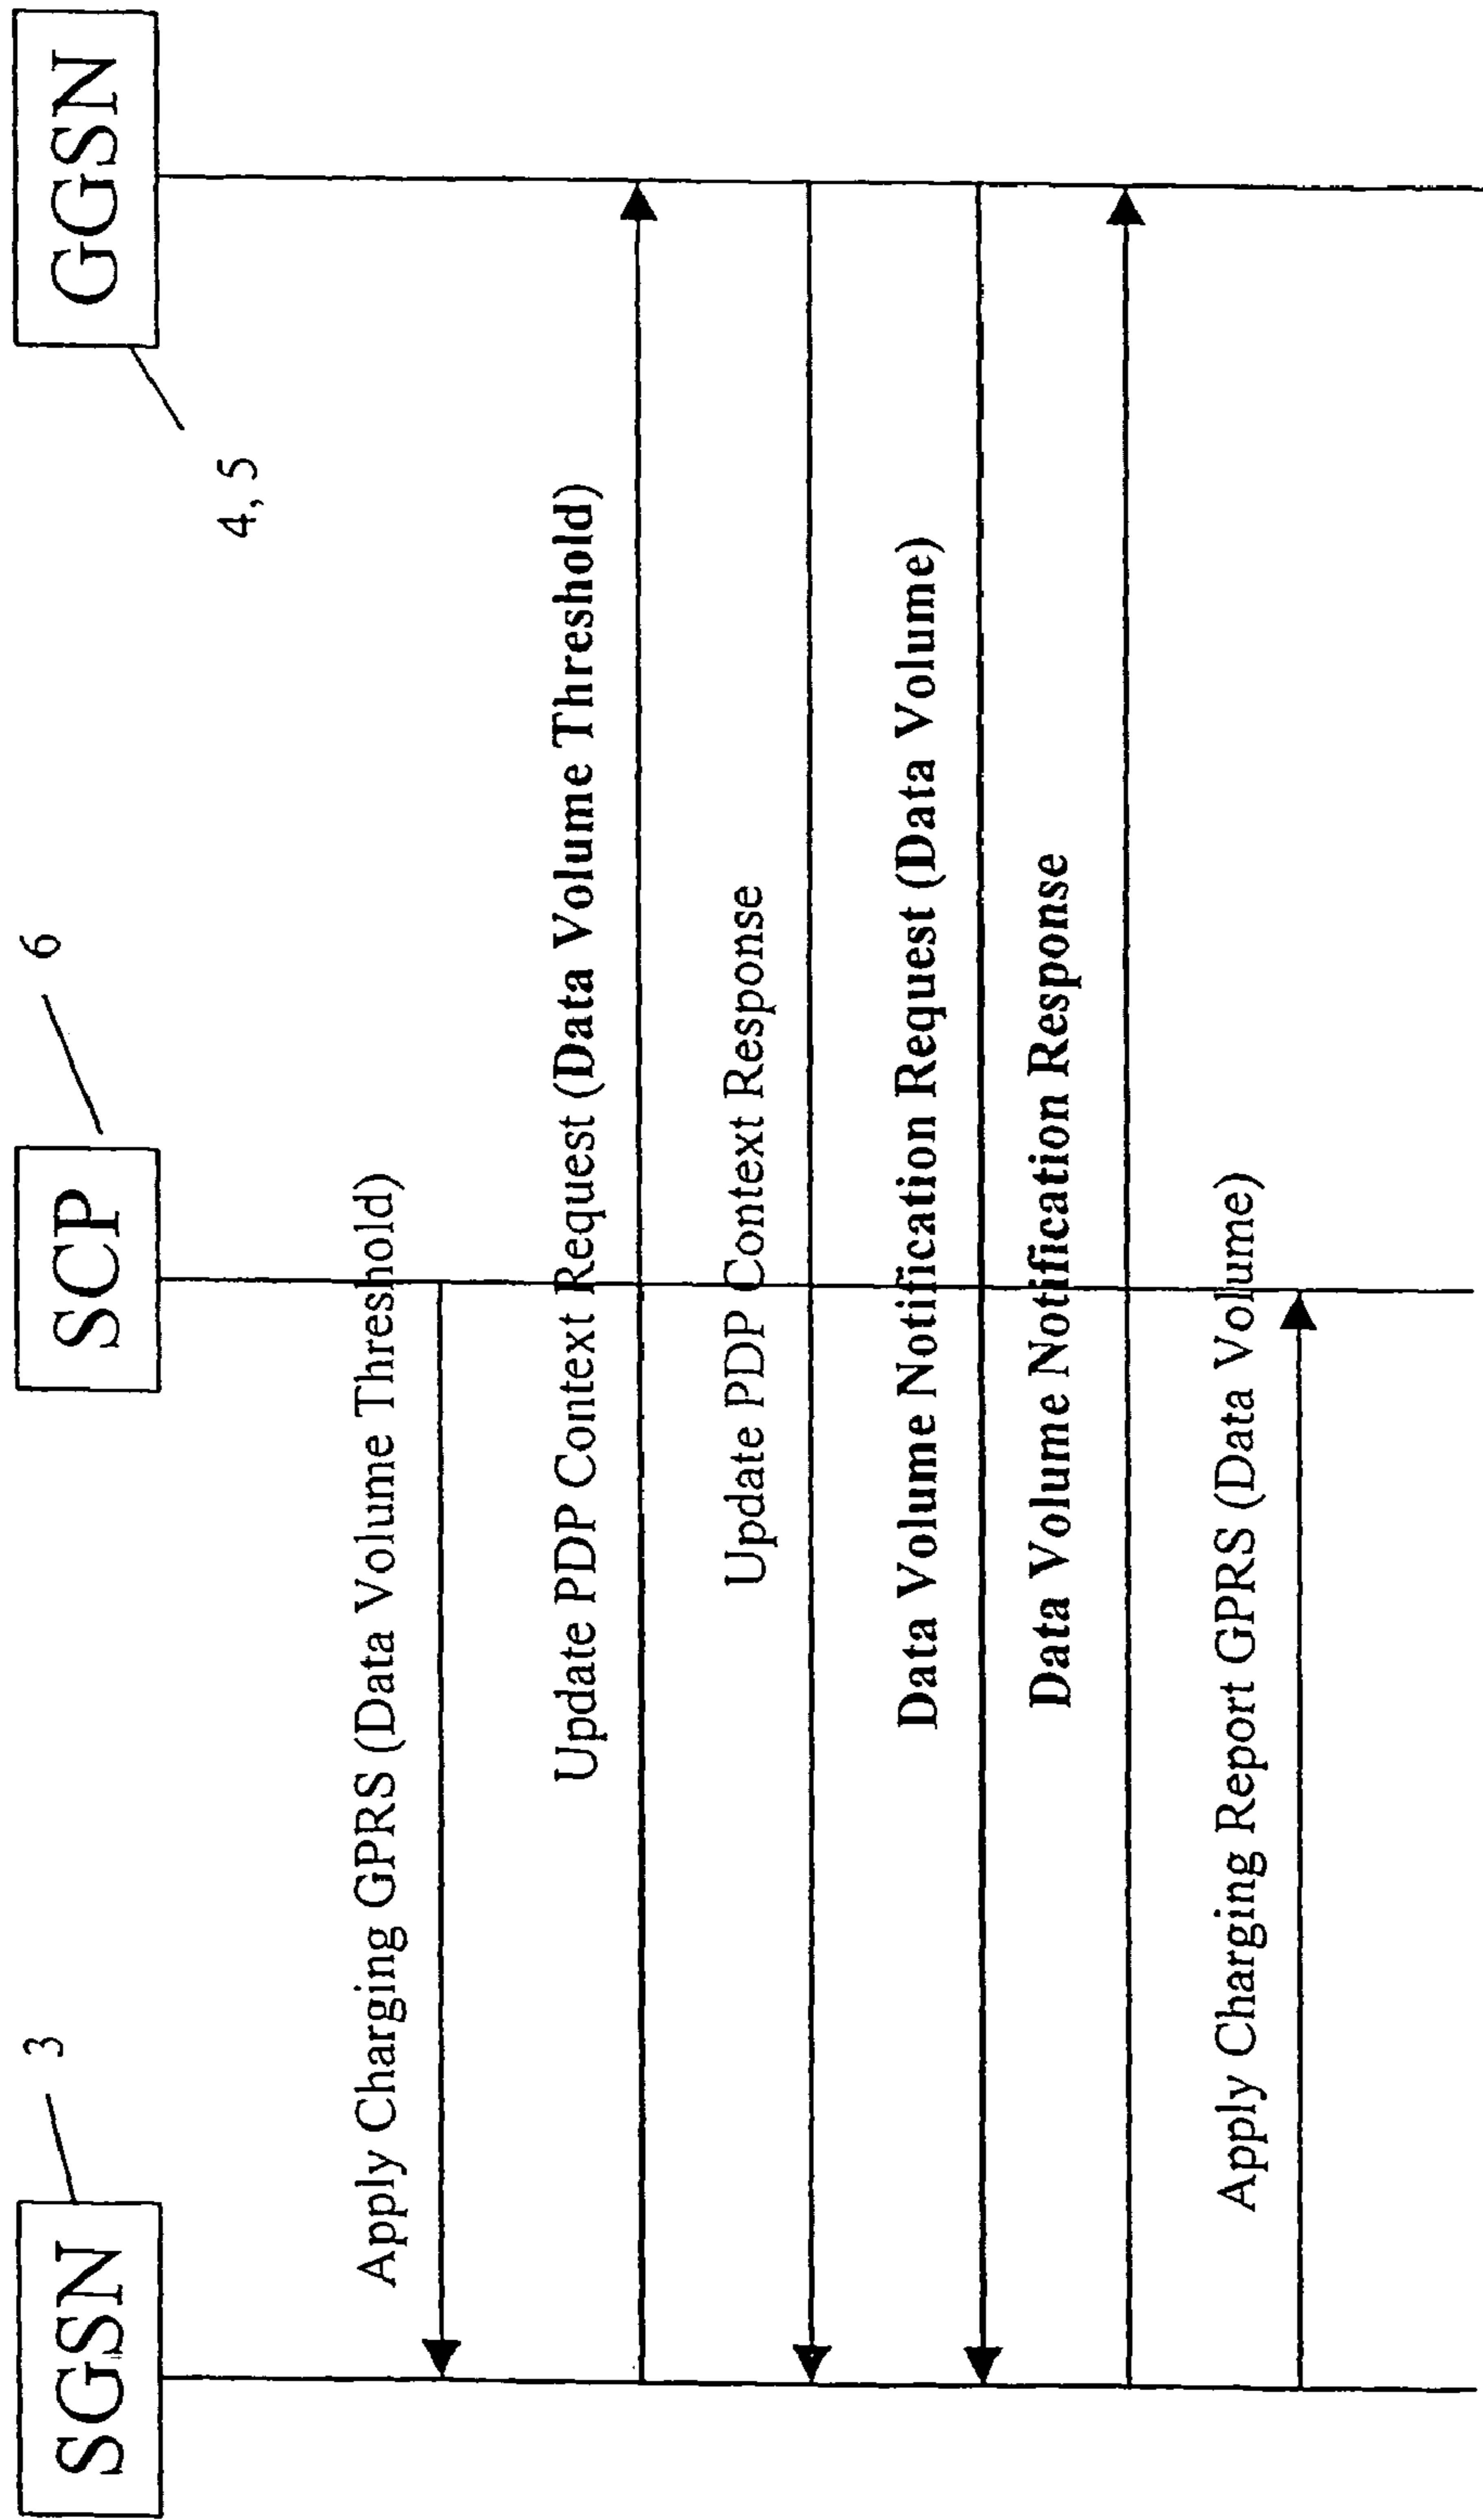 SGSN
3
SCP
6
GGSN
4, 5
Apply Charging GPRS (Data Volume Threshold)
Update PDP Context Request (Data Volume Threshold)
Update PDP Context Response
Data Volume Notification Request (Data Volume)
Data Volume Notification Response
Apply Charging Report GPRS (Data Volume)